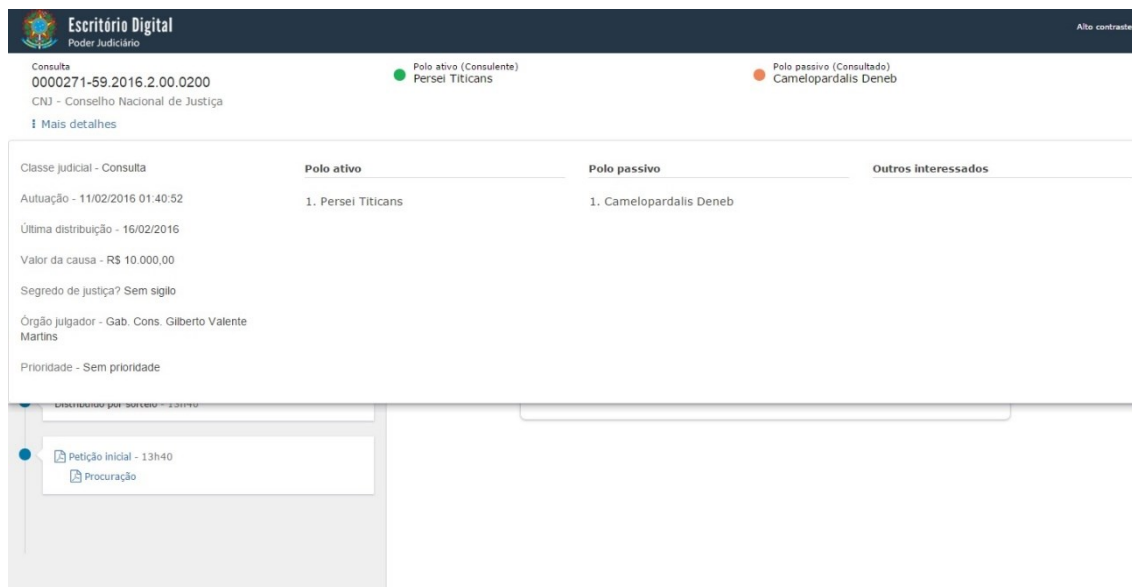 Escritório Digital
Poder Judiciário
Alto contraste
Consulta
0000271-59.2016.2.00.0200
CNJ - Conselho Nacional de Justiça
Mais detalhes
Polo ativo (Consulente)
Persei Titicans
Polo passivo (Consultado)
Camelopardalis Deneb
Classe judicial - Consulta
Autuação - 11/02/2016 01:40:52
Última distribuição - 16/02/2016
Valor da causa - R$ 10.000,00
Segredo de justiça? Sem sigilo
Órgão julgador - Gab. Cons. Gilberto Valente
Martins
Prioridade - Sem prioridade
Polo ativo
1. Persei Titicans
Polo passivo
1. Camelopardalis Deneb
Outros interessados
Distribuído por sorteio - 13h40
Petição inicial - 13h40
Procuração